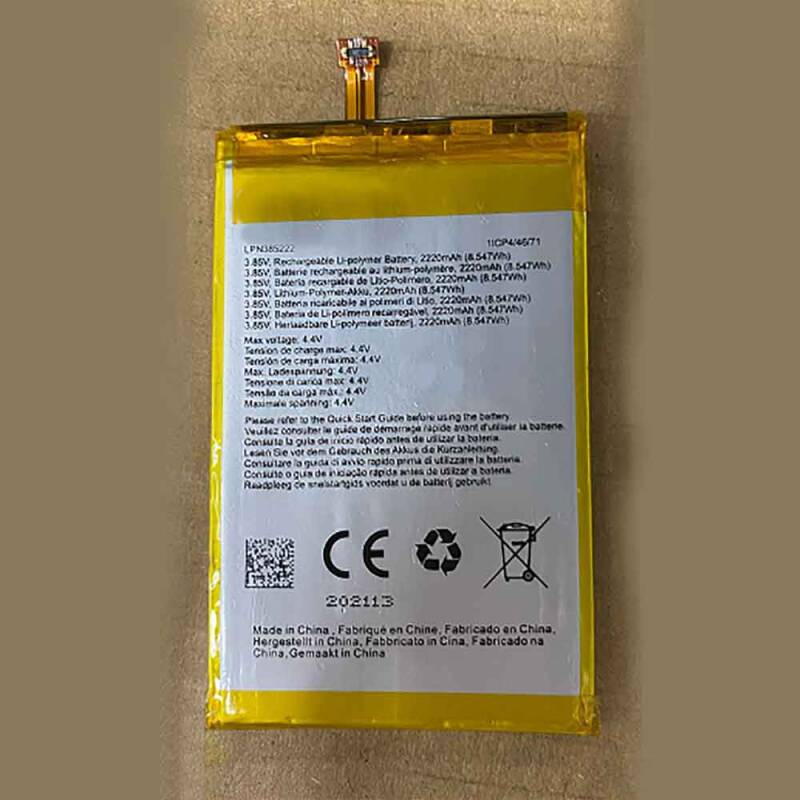 LPN385222 1ICP4/46/71
3.85V, Rechargeable Li-polymer Battery, 2220mAh (8.547Wh)
3.85V, Batterie rechargeable au lithium-polymère, 2220mAh (8.547Wh)
3.85V, Batería recargable de Litio-Polímero, 2220mAh (8.547Wh)
3.85V, Lithium-Polymer-Akku, 2220mAh (8.547Wh)
3.85V, Batteria ricaricabile ai polimeri di Litio, 2220mAh (8.547Wh)
3.85V, Bateria de Li-polímero recarregável, 2220mAh (8.547Wh)
3.85V, Herlaadbare Li-polymeer batterij, 2220mAh (8.547Wh)
Max voltage: 4.4V
Tension de charge max: 4.4V
Tensión de carga máxima: 4.4V
Max. Ladespannung: 4.4V
Tensione di carica max: 4.4V
Tensão da carga máx.: 4.4V
Maximale spanning: 4.4V
Please refer to the Quick Start Guide before using the battery.
Veuillez consulter le guide de démarrage rapide avant d'utiliser la batterie.
Consulta la guía de inicio rápido antes de utilizar la batería.
Lesen Sie vor dem Gebrauch des Akkus die Kurzanleitung.
Consultare la guida di avvio rapido prima di utilizzare la batteria.
Consulte o guia de iniciação rápido antes de utilizar a bateria.
Raadpleeg de snelstartgids voordat u de batterij gebruikt.
CE
202113
Made in China , Fabriqué en Chine, Fabricado en China,
Hergestellt in China, Fabbricato in Cina, Fabricado na
China,Gemaakt in China